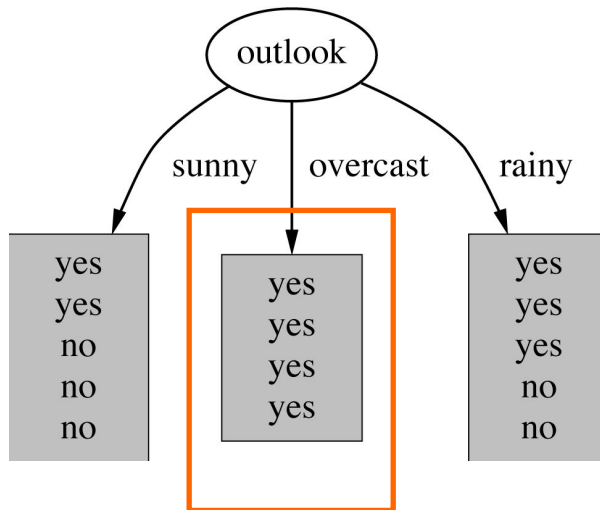 outlook
sunny
overcast
rainy
yes
yes
no
no
no
yes
yes
yes
yes
yes
yes
yes
no
no